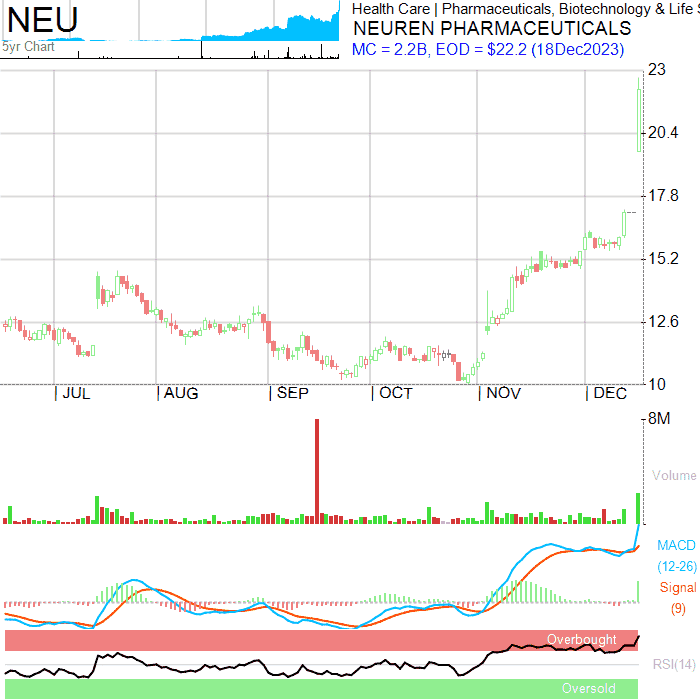 NEU
5yr Chart
Health Care | Pharmaceuticals, Biotechnology & Life S
NEUREN PHARMACEUTICALS
MC = 2.2B, EOD = $22.2 (18Dec2023)
23
20.4
17.8
15.2
12.6
10
JUL AUG SEP OCT NOV DEC
8M
Volume
MACD
(12-26)
Signal
(9)
Overbought
RSI(14)
Oversold